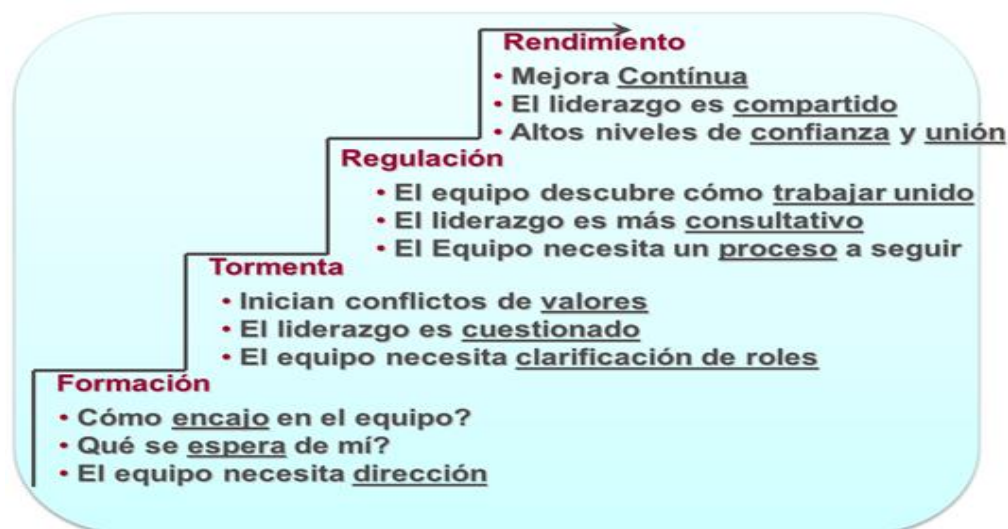 Rendimiento
• Mejora Contínua
• El liderazgo es compartido
• Altos niveles de confianza y unión
Regulación
• El equipo descubre cómo trabajar unido
• El liderazgo es más consultativo
• El Equipo necesita un proceso a seguir
Tormenta
• Inician conflictos de valores
• El liderazgo es cuestionado
• El equipo necesita clarificación de roles
Formación
• Cómo encajo en el equipo?
• Qué se espera de mí?
• El equipo necesita dirección